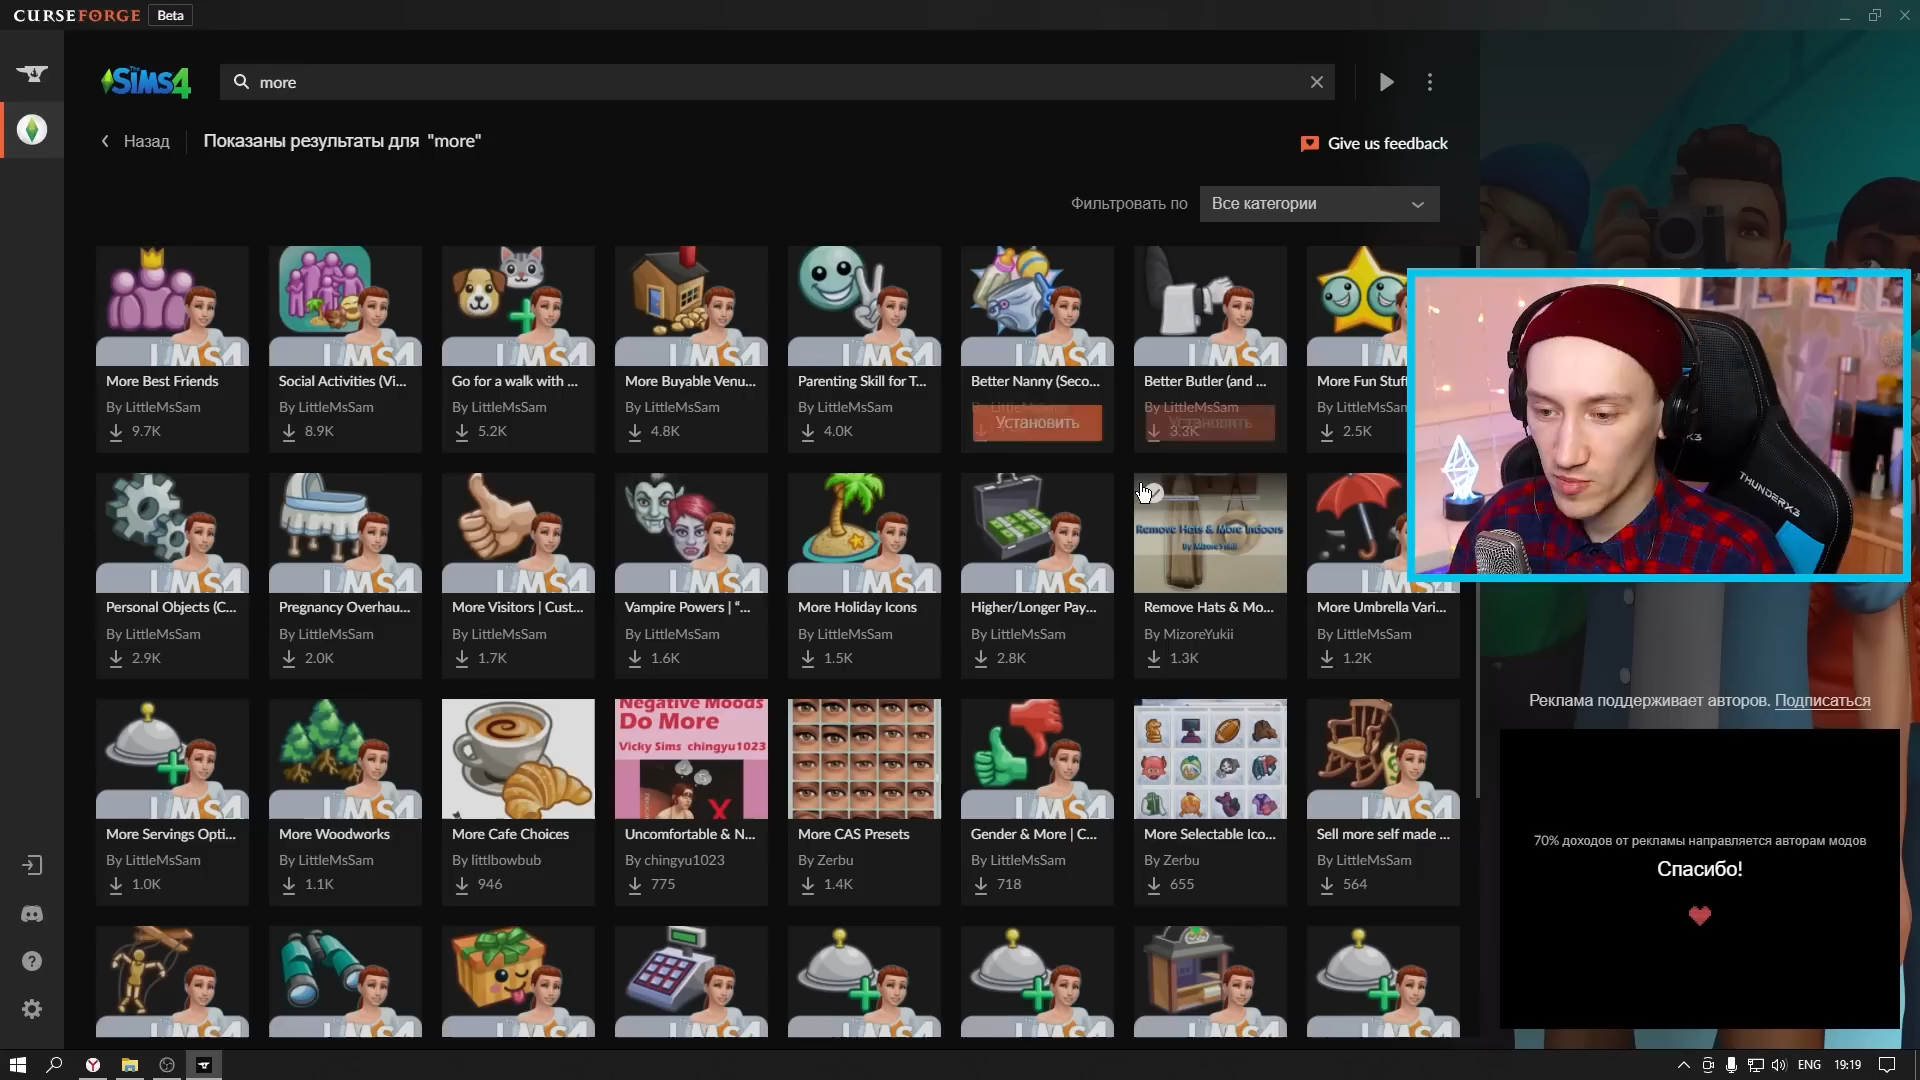 CURSEFORGE Beta
The SiMS4
more
Назад
Показаны результаты для "more"
Give us feedback
Фильтровать по
Все категории
More Best Friends
By LittleMsSam
9.7K
Social Activities (Vi...
By LittleMsSam
8.9K
Go for a walk with ...
By LittleMsSam
5.2K
More Buyable Venu...
By LittleMsSam
4.8K
Parenting Skill for T...
By LittleMsSam
4.0K
Better Nanny (Seco...
By LittleMsSam
Установить
Better Butler (and ...
By LittleMsSam
Установить
3.3K
More Fun Stuf
By LittleMsSam
2.5K
Personal Objects (C...
By LittleMsSam
2.9K
Pregnancy Overhau...
By LittleMsSam
2.0K
More Visitors | Cust...
By LittleMsSam
1.7K
Vampire Powers | “...
By LittleMsSam
1.6K
More Holiday Icons
By LittleMsSam
1.5K
Higher/Longer Pay...
By LittleMsSam
2.8K
Remove Hats & More Indoors
By MizoreYukii
Remove Hats & Mo...
By MizoreYukii
1.3K
More Umbrella Vari...
By LittleMsSam
1.2K
THUNDERX3
Реклама поддерживает авторов. Подписаться
More Servings Opti...
By LittleMsSam
1.0K
More Woodworks
By LittleMsSam
1.1K
More Cafe Choices
By littlbowbub
946
Negative Moods
Do More
Vicky Sims chingyu1023
Uncomfortable & N...
By chingyu1023
775
More CAS Presets
By Zerbu
1.4K
Gender & More | C...
By LittleMsSam
718
More Selectable Ico...
By Zerbu
655
Sell more self made ...
By LittleMsSam
564
70% доходов от рекламы направляется авторам модов
Спасибо!
ENG
19:19